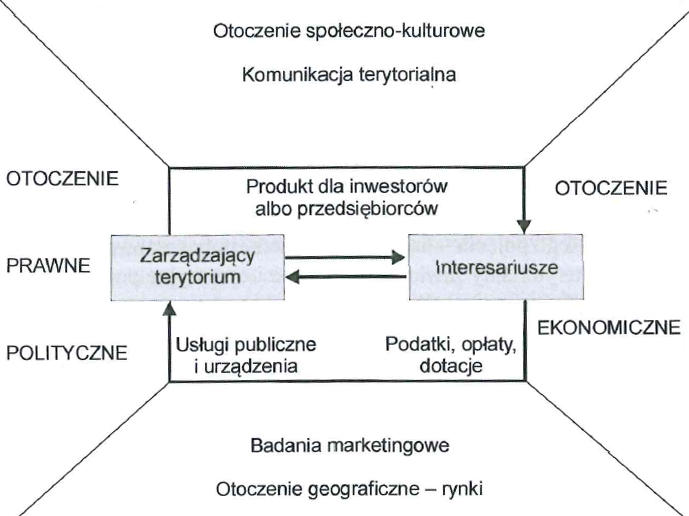 Otoczenie społeczno-kulturowe
Komunikacja terytorialna
OTOCZENIE
PRAWNE
POLITYCZNE
Produkt dla inwestorów
albo przedsiębiorców
OTOCZENIE
EKONOMICZNE
Zarządzający
terytorium
Interesariusze
Usługi publiczne
i urządzenia
Podatki, opłaty,
dotacje
Badania marketingowe
Otoczenie geograficzne – rynki